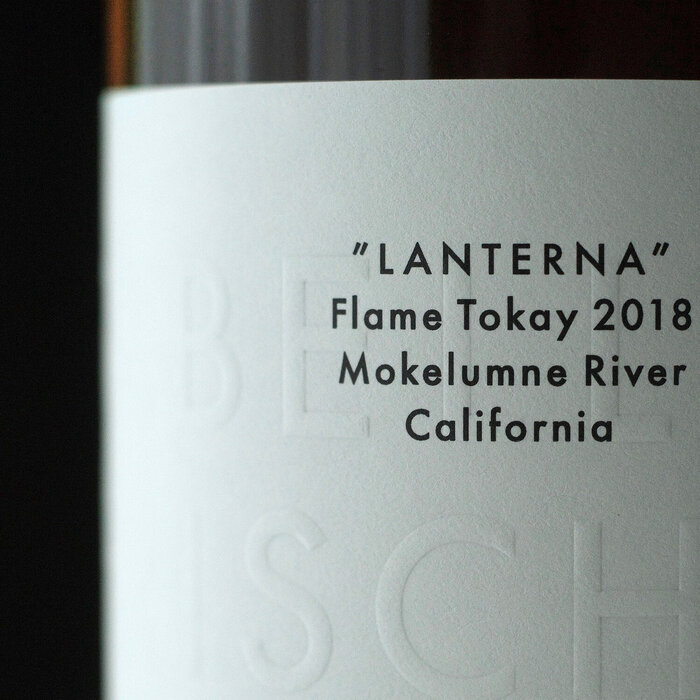 "LANTERNA"
Flame Tokay 2018
Mokelumne River
California